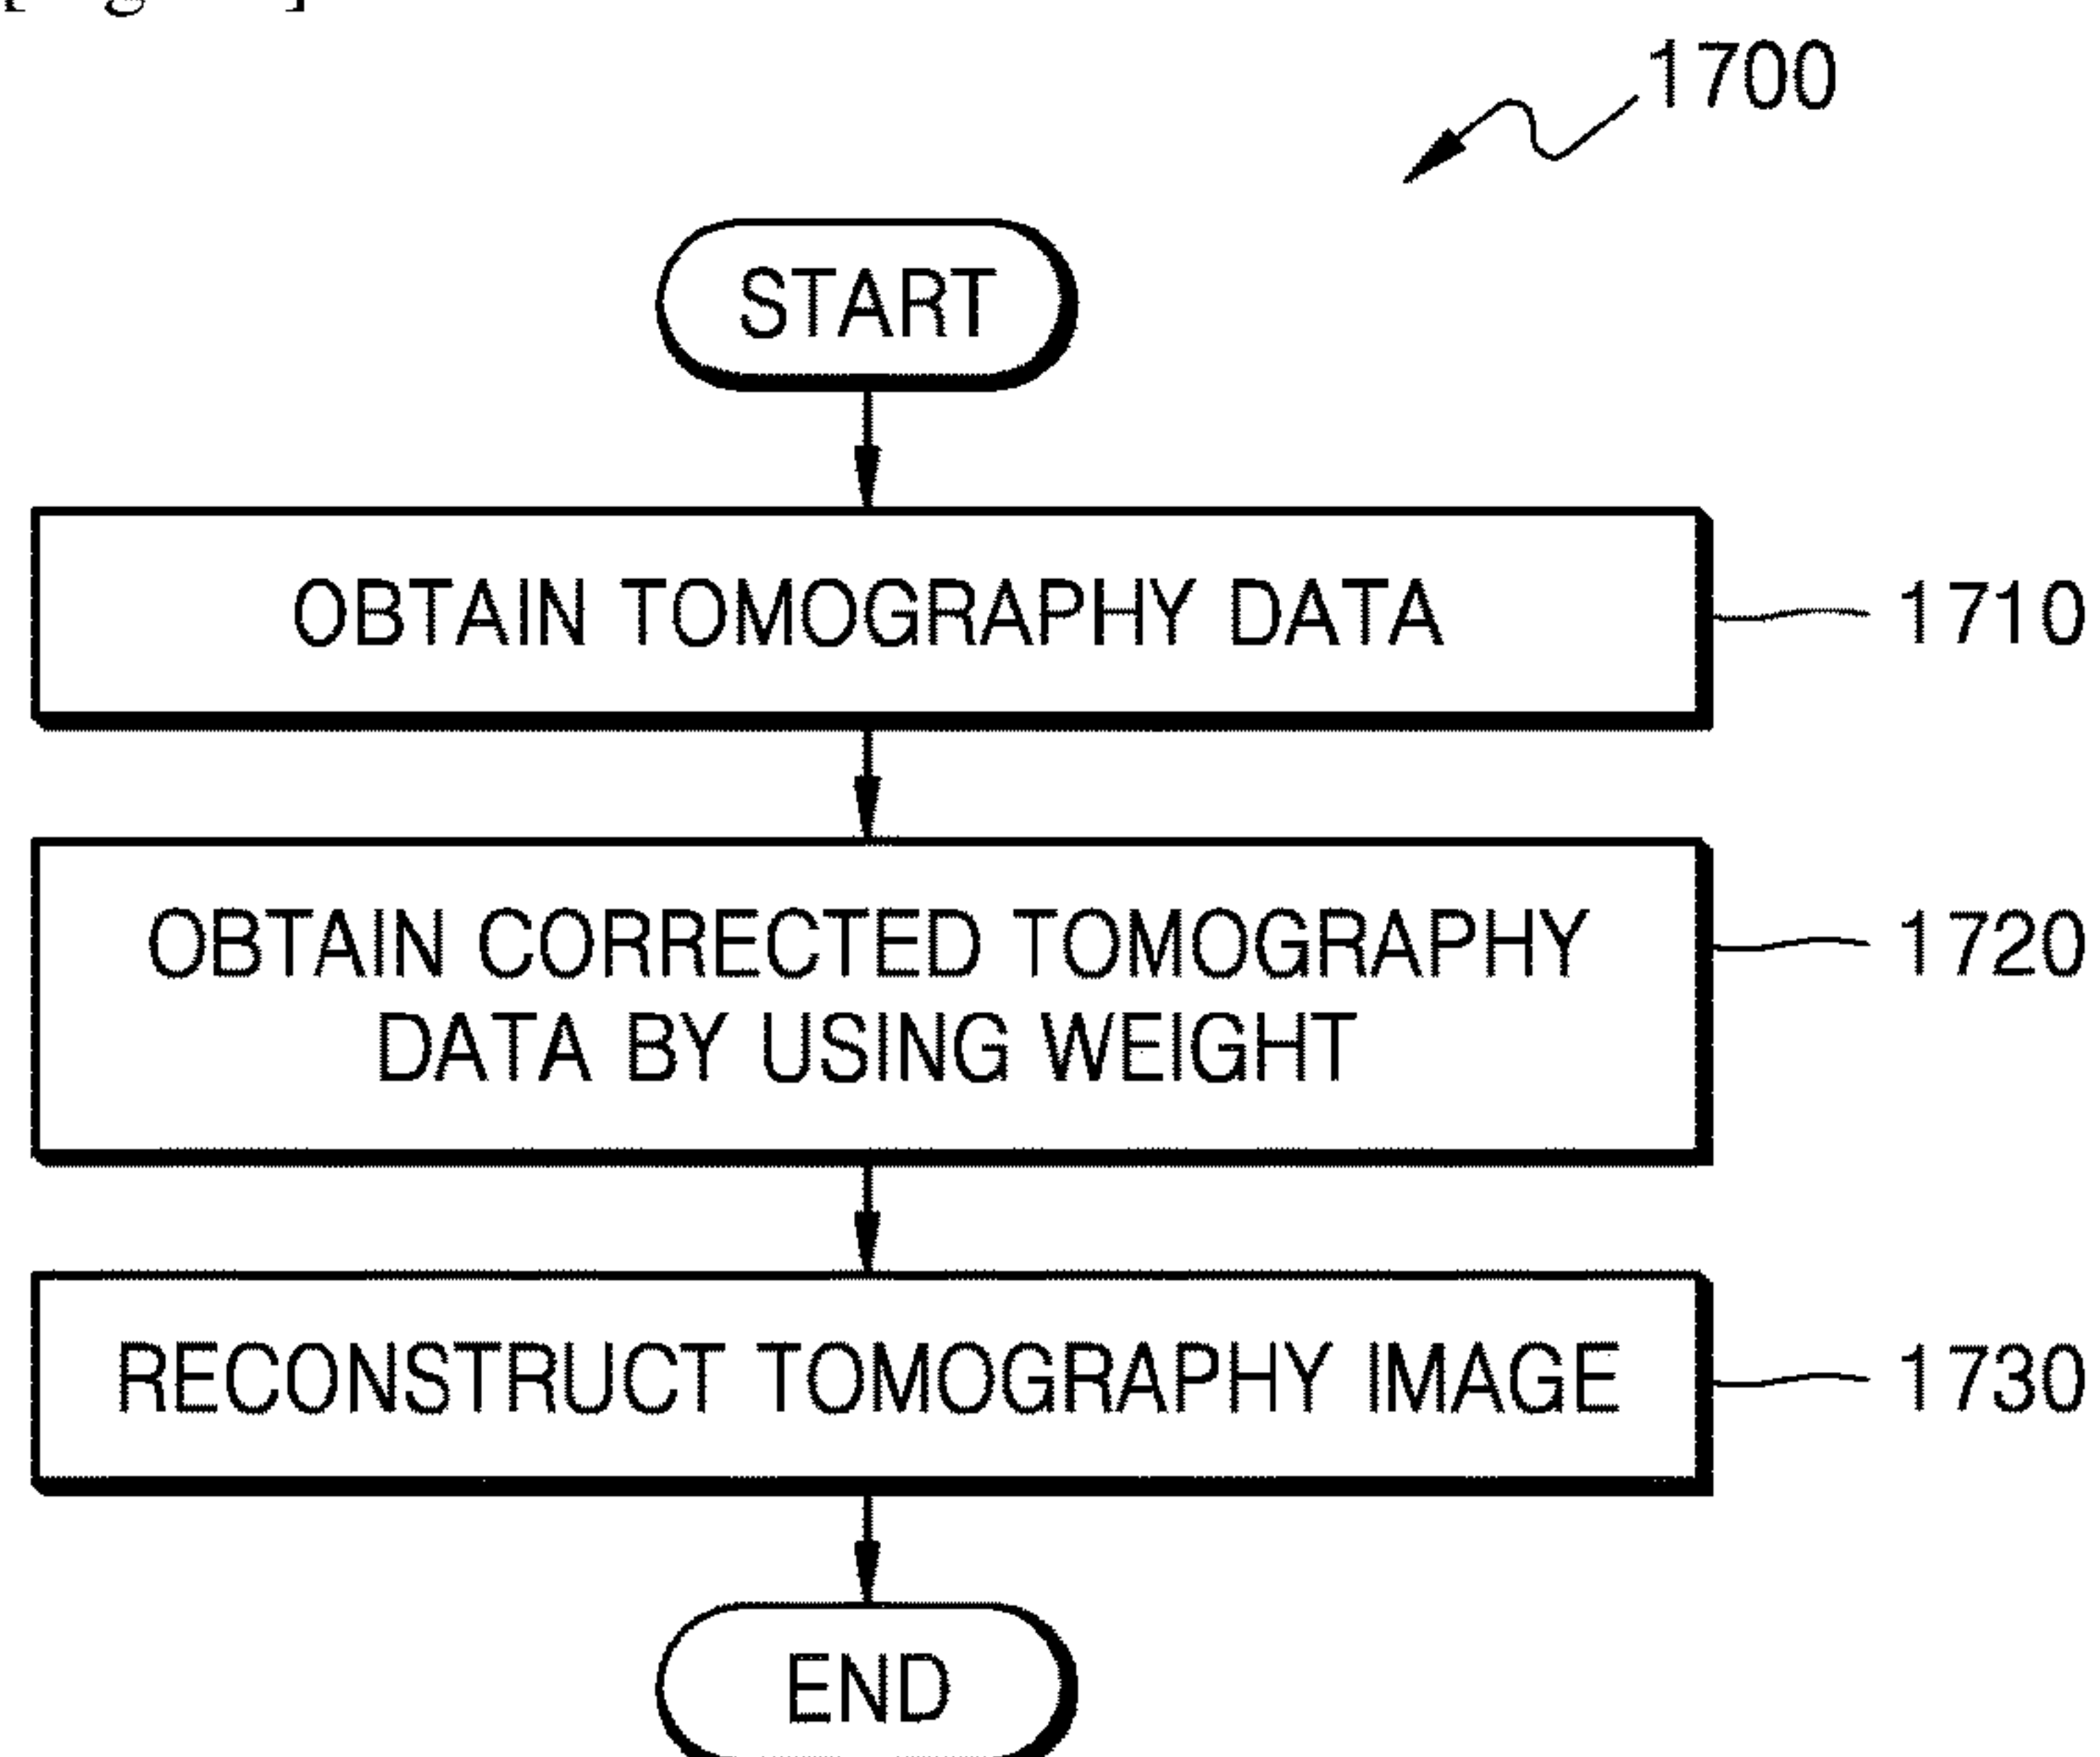 1700
START
OBTAIN TOMOGRAPHY DATA
1710
OBTAIN CORRECTED TOMOGRAPHY
1720
DATA BY USING WEIGHT
RECONSTRUCT TOMOGRAPHY IMAGE
1730
END